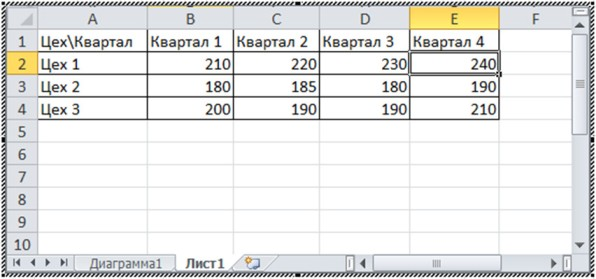 A B C D E F
1 Цех\Квартал Квартал 1 Квартал 2 Квартал 3 Квартал 4
2 Цех 1 210 220 230 240
3 Цех 2 180 185 180 190
4 Цех 3 200 190 190 210
5
6
7
8
9
10
Диаграмма1 Лист1